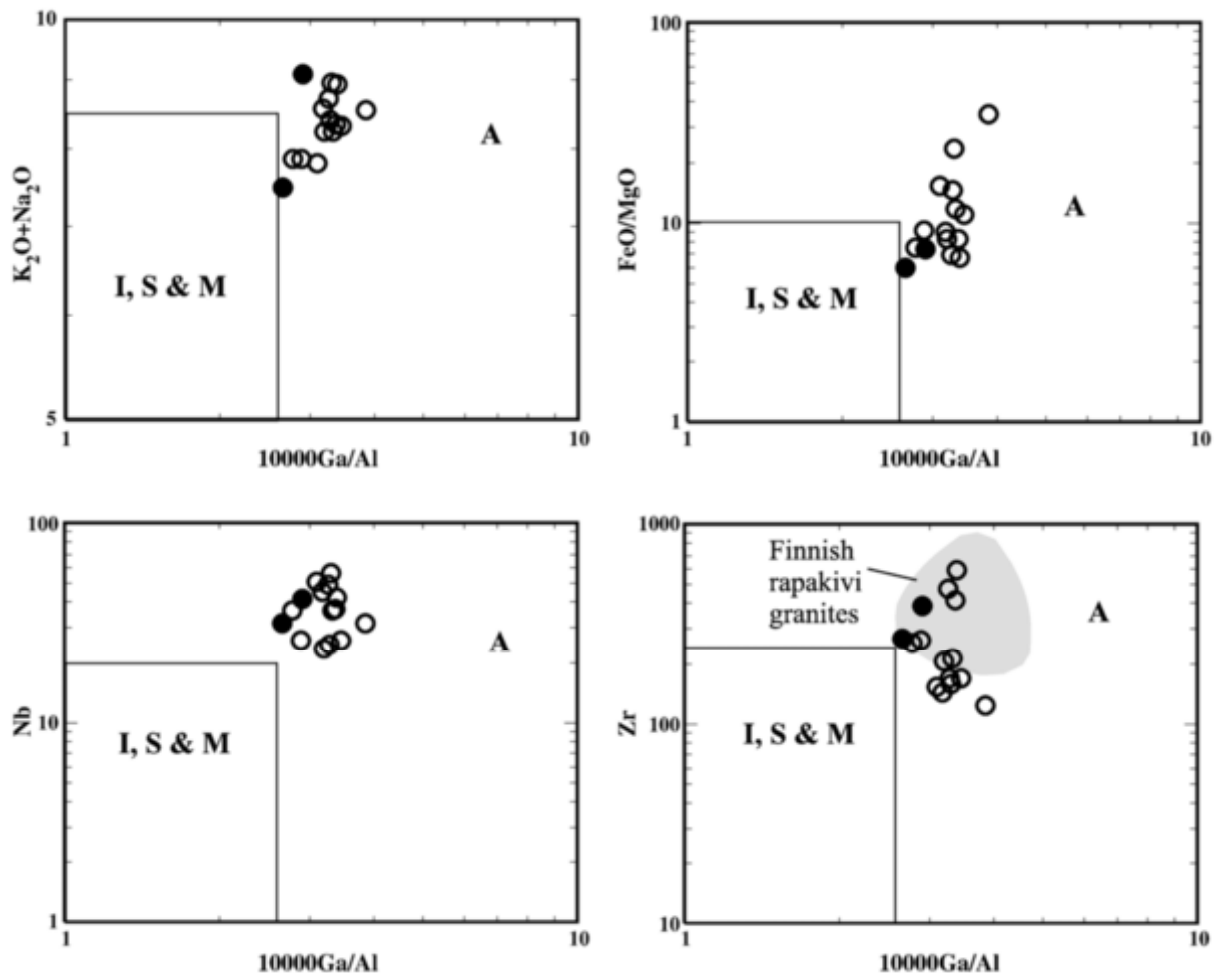 10
K₂O+Na₂O
A
I, S & M
5
1
10
10000Ga/Al
100
FeO/MgO
10
A
I, S & M
1
1
10
10000Ga/Al
100
Nb
10
A
I, S & M
1
1
10
10000Ga/Al
1000
Finnish
rapakivi
granites
A
Zr
100
I, S & M
10
1
10
10000Ga/Al